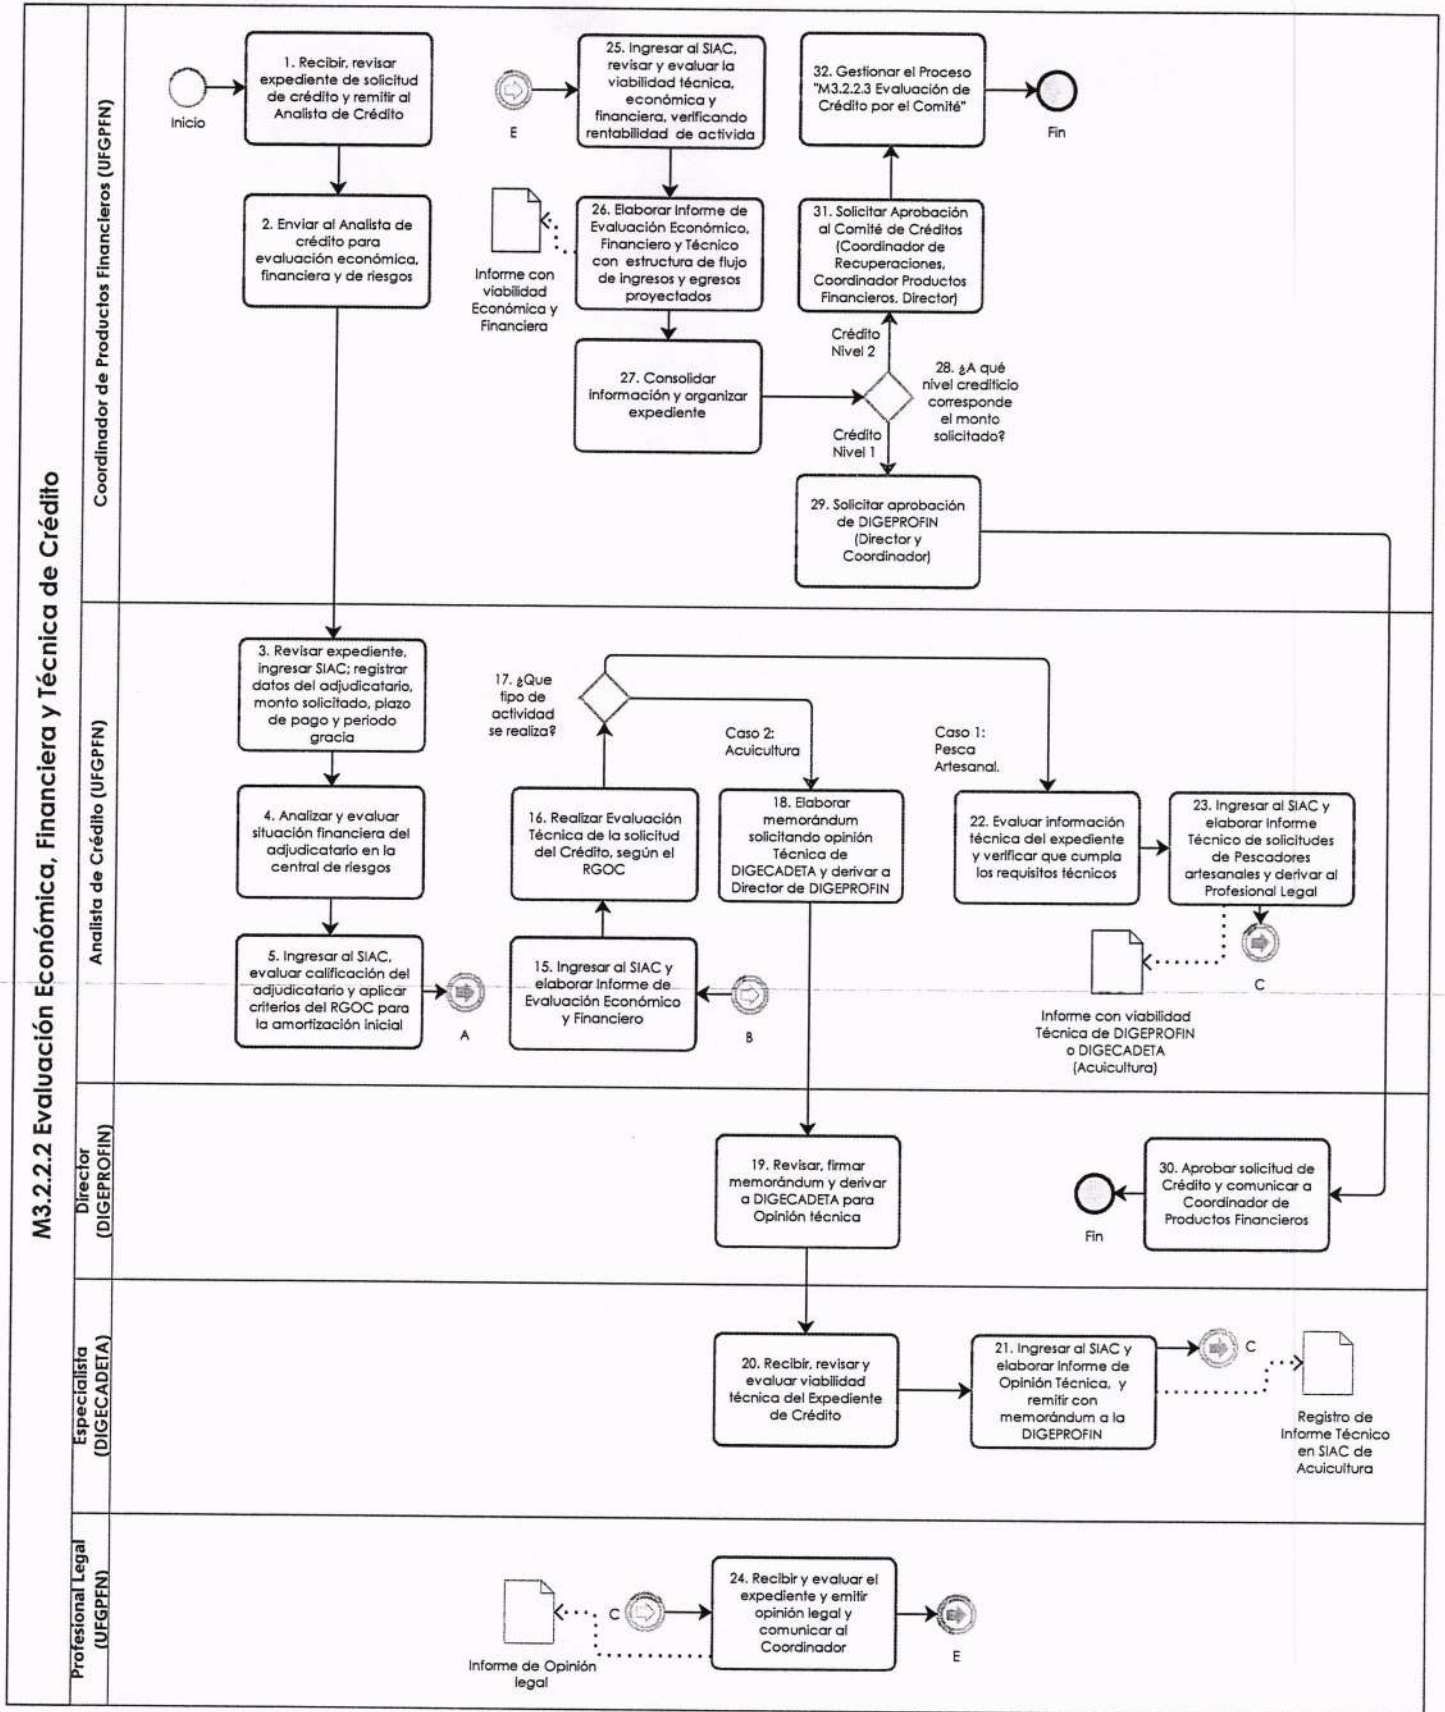 M3.2.2.2 Evaluación Económica, Financiera y Técnica de Crédito
Coordinador de Productos Financieros (UFGPFN)
Inicio
1. Recibir, revisar
expediente de solicitud
de crédito y remitir al
Analista de Crédito
2. Enviar al Analista de
crédito para
evaluación económica,
financiera y de riesgos
E
25. Ingresar al SIAC,
revisar y evaluar la
viabilidad técnica,
económica y
financiera, verificando
rentabilidad de activida
26. Elaborar Informe de
Evaluación Económico,
Financiero y Técnico
con estructura de flujo
de ingresos y egresos
proyectados
Informe con
viabilidad
Económica y
Financiera
27. Consolidar
información y organizar
expediente
28. ¿A qué
nivel crediticio
corresponde
el monto
solicitado?
Crédito
Nivel 2
Crédito
Nivel 1
29. Solicitar aprobación
de DIGEPROFIN
(Director y
Coordinador)
31. Solicitar Aprobación
al Comité de Créditos
(Coordinador de
Recuperaciones,
Coordinador Productos
Financieros, Director)
32. Gestionar el Proceso
"M3.2.2.3 Evaluación de
Crédito por el Comité"
Fin
Analista de Crédito (UFGPFN)
3. Revisar expediente,
ingresar SIAC; registrar
datos del adjudicatario,
monto solicitado, plazo
de pago y periodo
gracia
4. Analizar y evaluar
situación financiera del
adjudicatario en la
central de riesgos
5. Ingresar al SIAC,
evaluar calificación del
adjudicatario y aplicar
criterios del RGOC para
la amortización inicial
A
B
15. Ingresar al SIAC y
elaborar Informe de
Evaluación Económico
y Financiero
16. Realizar Evaluación
Técnica de la solicitud
del Crédito, según el
RGOC
17. ¿Que
tipo de
actividad
se realiza?
Caso 2:
Acuicultura
18. Elaborar
memorándum
solicitando opinión
Técnica de
DIGECADETA y derivar a
Director de DIGEPROFIN
Caso 1:
Pesca
Artesanal.
22. Evaluar información
técnica del expediente
y verificar que cumpla
los requisitos técnicos
23. Ingresar al SIAC y
elaborar Informe
Técnico de solicitudes
de Pescadores
artesanales y derivar al
Profesional Legal
C
Informe con viabilidad
Técnica de DIGEPROFIN
o DIGECADETA
(Acuicultura)
Director
(DIGEPROFIN)
19. Revisar, firmar
memorándum y derivar
a DIGECADETA para
Opinión técnica
30. Aprobar solicitud de
Crédito y comunicar a
Coordinador de
Productos Financieros
Fin
Especialista
(DIGECADETA)
20. Recibir, revisar y
evaluar viabilidad
técnica del Expediente
de Crédito
21. Ingresar al SIAC y
elaborar Informe de
Opinión Técnica, y
remitir con
memorándum a la
DIGEPROFIN
C
Registro de
Informe Técnico
en SIAC de
Acuicultura
Profesional Legal
(UFGPFN)
Informe de Opinión
legal
C
24. Recibir y evaluar el
expediente y emitir
opinión legal y
comunicar al
Coordinador
E